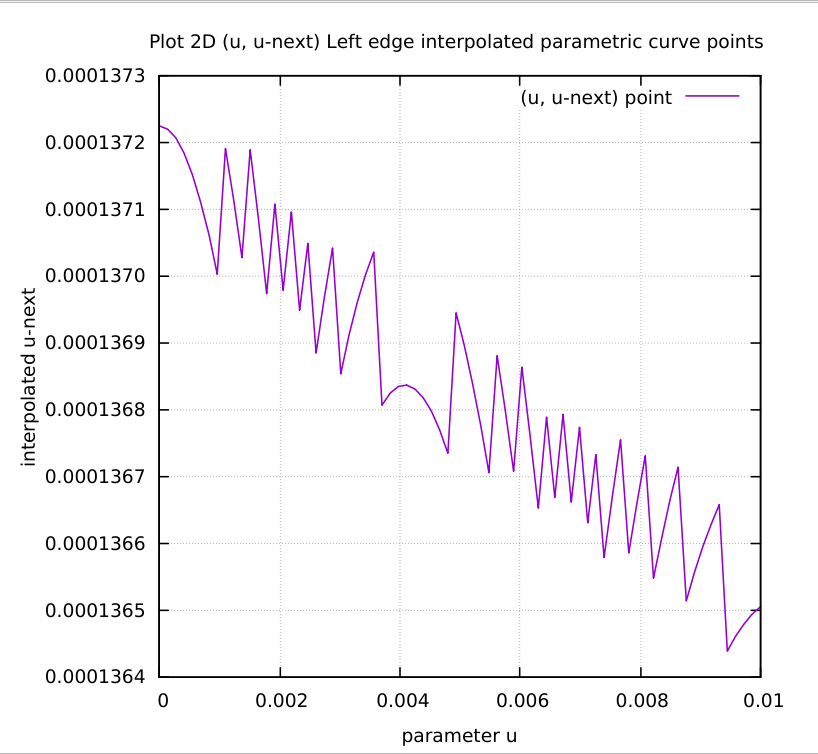 Plot 2D (u, u-next) Left edge interpolated parametric curve points
(u, u-next) point
0.0001373
0.0001372
0.0001371
0.0001370
0.0001369
0.0001368
0.0001367
0.0001366
0.0001365
0.0001364
interpolated u-next
0 0.002 0.004 0.006 0.008 0.01
parameter u